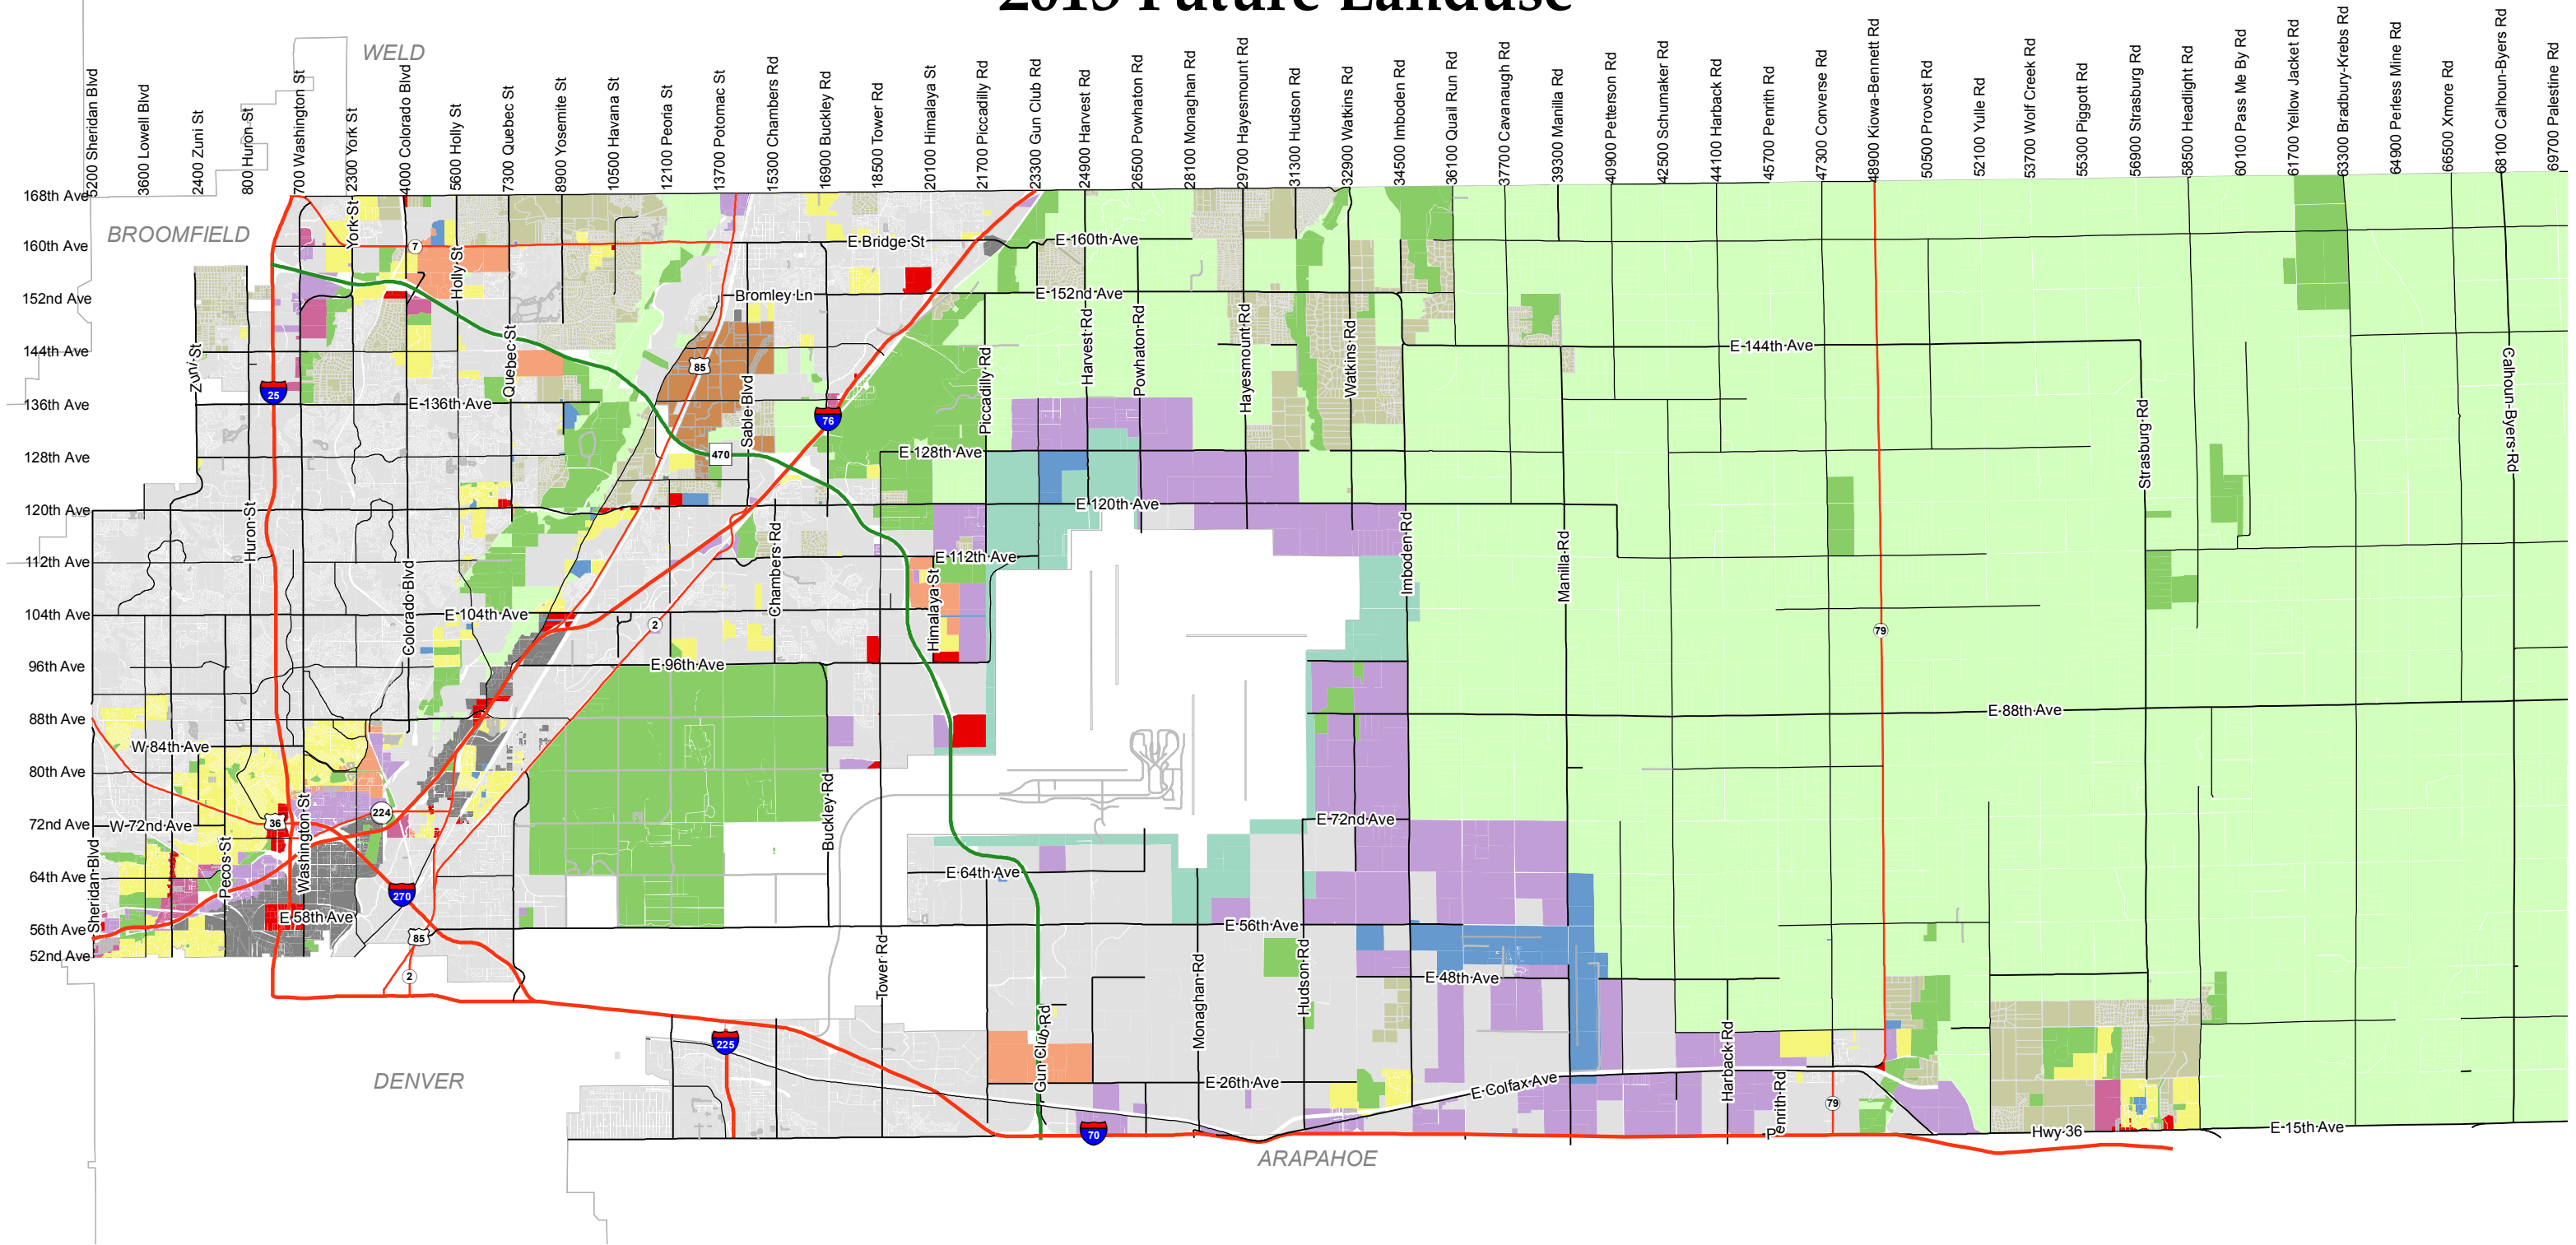 2015 Future Landuse
WELD
BROOMFIELD
DENVER
ARAPAHOE
5200 Sheridan Blvd
3600 Lowell Blvd
2400 Zuni St
800 Huron St
700 Washington St
2300 York St
4000 Colorado Blvd
5600 Holly St
7300 Quebec St
8900 Yosemite St
10500 Havana St
12100 Peoria St
13700 Potomac St
15300 Chambers Rd
16900 Buckley Rd
18500 Tower Rd
20100 Himalaya St
21700 Piccadilly Rd
23300 Gun Club Rd
24900 Harvest Rd
26500 Powhaton Rd
28100 Monaghan Rd
29700 Hayesmount Rd
31300 Hudson Rd
32900 Watkins Rd
34500 Imboden Rd
36100 Quail Run Rd
37700 Cavanaugh Rd
39300 Manilla Rd
40900 Petterson Rd
42500 Schumaker Rd
44100 Harback Rd
45700 Penrith Rd
47300 Converse Rd
48900 Kiowa-Bennett Rd
50500 Provost Rd
52100 Yulle Rd
53700 Wolf Creek Rd
55300 Piggott Rd
56900 Strasburg Rd
58500 Headlight Rd
60100 Pass Me By Rd
61700 Yellow Jacket Rd
63300 Bradbury-Krebs Rd
64900 Perless Mine Rd
66500 Xmore Rd
68100 Calhoun-Byers Rd
69700 Palestine Rd
168th Ave
160th Ave
152nd Ave
144th Ave
136th Ave
128th Ave
120th Ave
112th Ave
104th Ave
96th Ave
88th Ave
80th Ave
72nd Ave
64th Ave
56th Ave
52nd Ave
York St
Holly St
7
E Bridge St
E 160th Ave
Bromley Ln
E 152nd Ave
Zuni St
Quebec St
85
Sable Blvd
Piccadilly Rd
Harvest Rd
Powhaton Rd
Hayesmount Rd
Watkins Rd
E 144th Ave
Calhoun-Byers Rd
25
E 136th Ave
76
Strasburg Rd
470
E 128th Ave
Huron St
E 120th Ave
Colorado Blvd
Chambers Rd
E 112th Ave
Himalaya St
Imboden Rd
Manilla Rd
E 104th Ave
2
79
E 96th Ave
E 88th Ave
W 84th Ave
Buckley Rd
Washington St
224
36
W 72nd Ave
E 72nd Ave
Sheridan Blvd
Pecos St
E 64th Ave
270
E 58th Ave
85
E 56th Ave
2
Tower Rd
Monaghan Rd
Hudson Rd
E 48th Ave
225
Gun Club Rd
Harback Rd
E 26th Ave
E Colfax Ave
Penrith Rd
79
70
P
Hwy 36
E 15th Ave